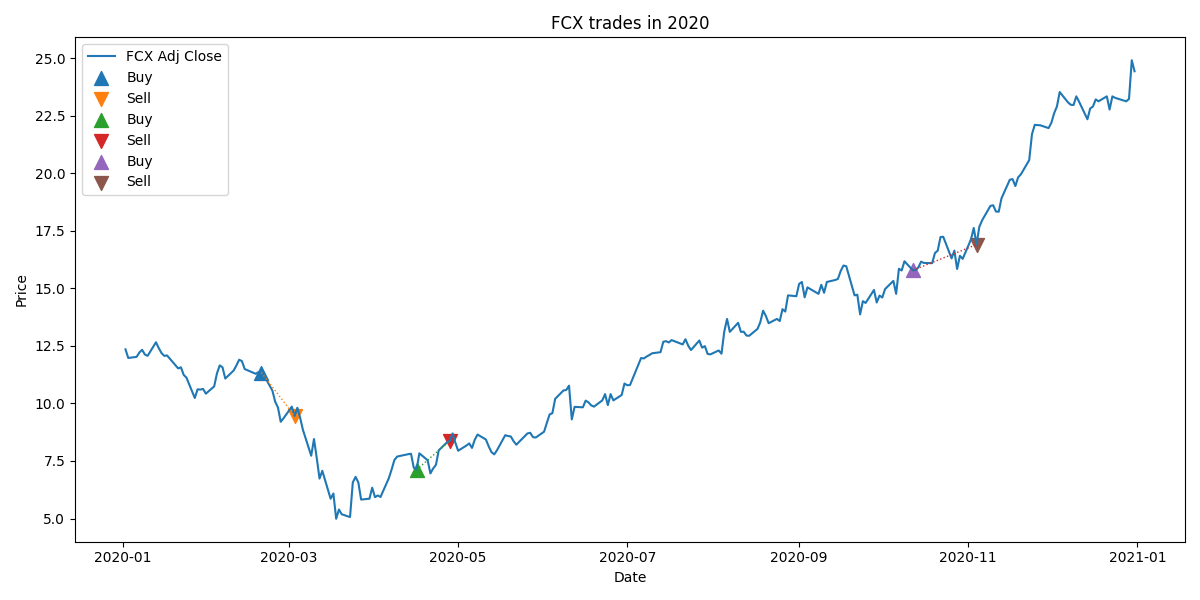 FCX trades in 2020
FCX Adj Close
Buy
Sell
Buy
Sell
Buy
Sell
25.0
22.5
20.0
17.5
15.0
12.5
10.0
7.5
5.0
Price
2020-01
2020-03
2020-05
2020-07
2020-09
2020-11
2021-01
Date